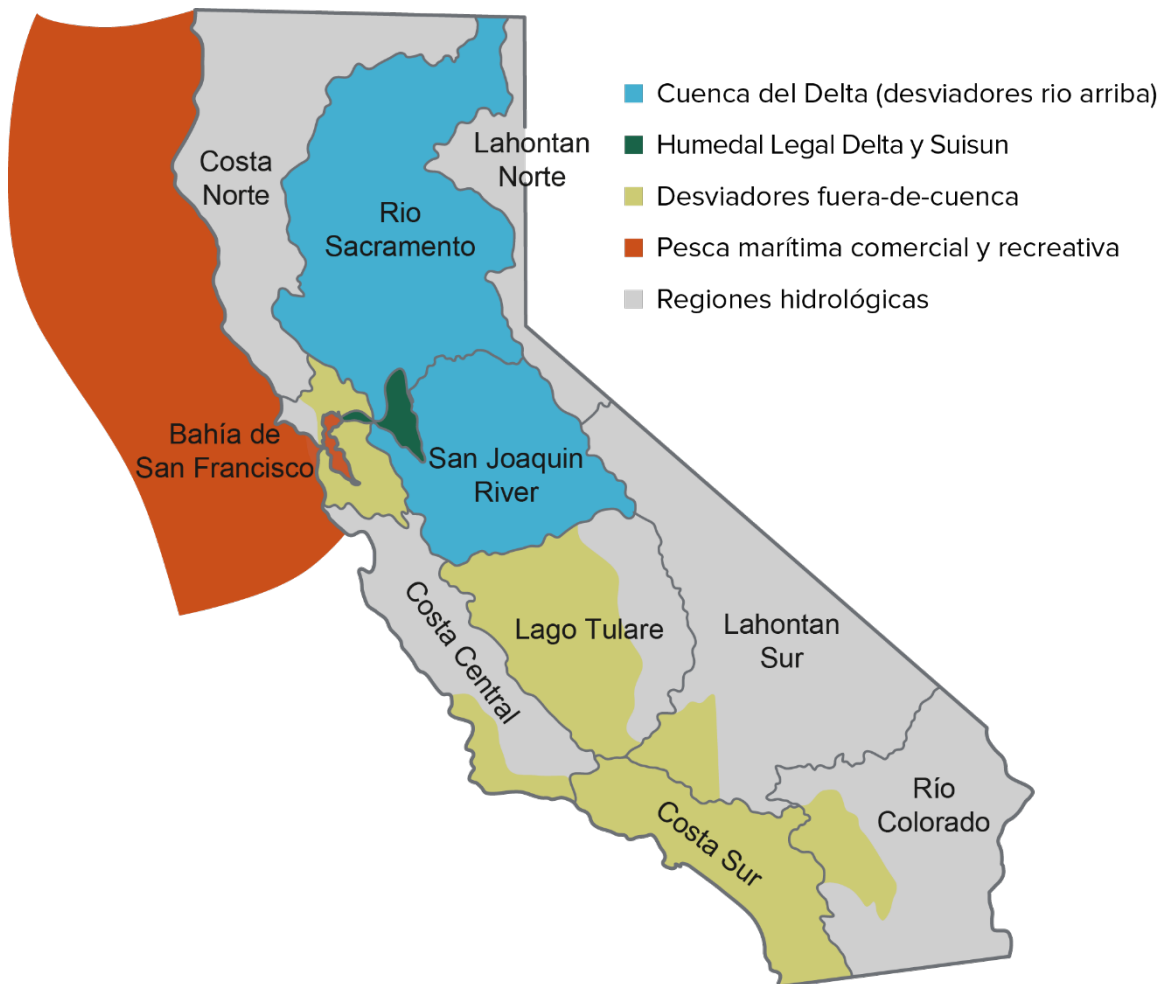 Cuenca del Delta (desviadores rio arriba)
Humedal Legal Delta y Suisun
Desviadores fuera-de-cuenca
Pesca marítima comercial y recreativa
Regiones hidrológicas
Costa
Norte
Lahontan
Norte
Rio
Sacramento
Bahía de
San Francisco
San Joaquin
River
Costa Central
Lago Tulare
Lahontan
Sur
Costa Sur
Río
Colorado